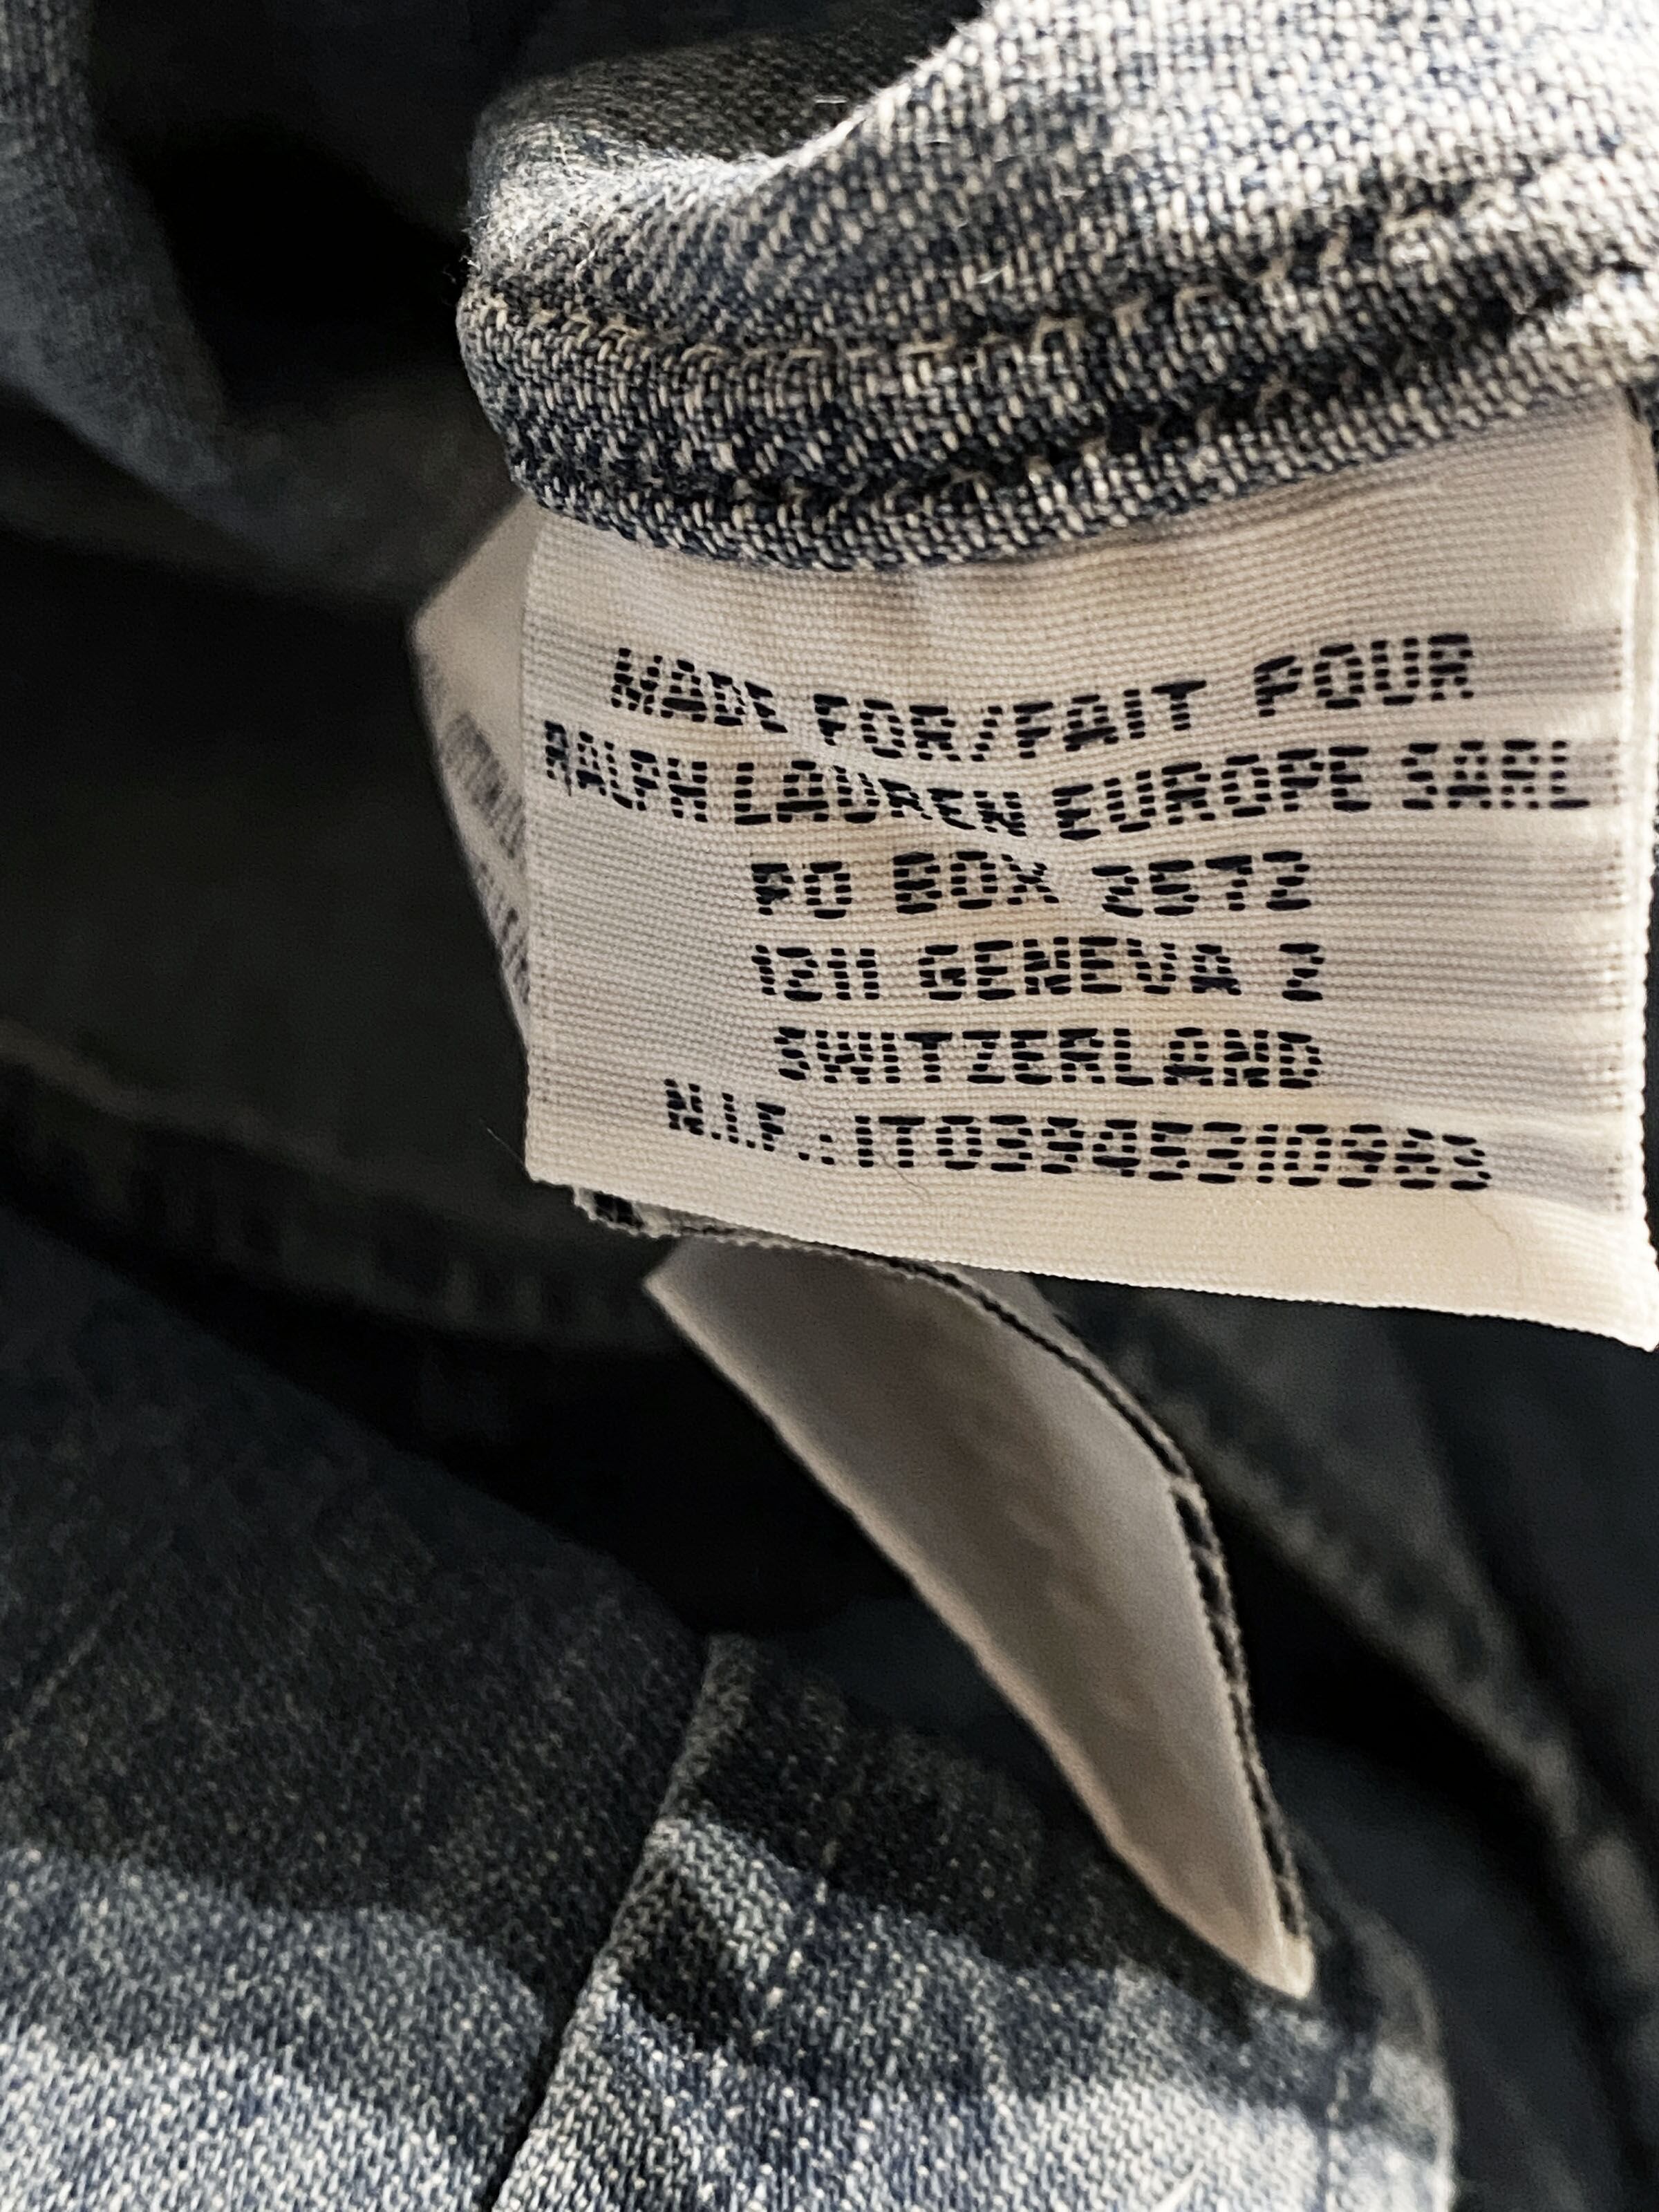 MADE FOR/FAIT POUR
RALPH LAUREN EUROPE SARL
PO BOX 2572
1211 GENEVA 2
SWITZERLAND
N.I.F.:IT03945310963